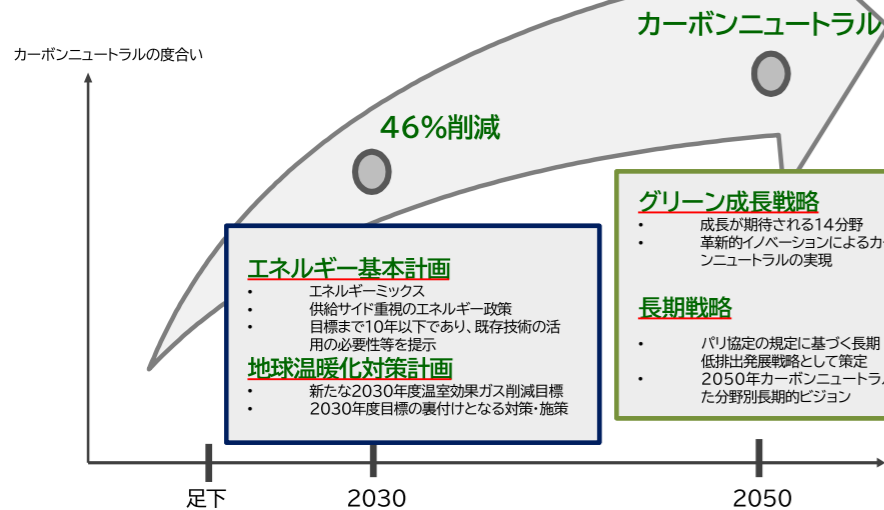 カーボンニュートラル
カーボンニュートラルの度合い
46%削減
グリーン成長戦略
• 成長が期待される14分野
• 革新的イノベーションによるカー
ンニュートラルの実現
長期戦略
• パリ協定の規定に基づく長期
低排出発展戦略として策定
• 2050年カーボンニュートラル
た分野別長期的ビジョン
エネルギー基本計画
• エネルギーミックス
• 供給サイド重視のエネルギー政策
• 目標まで10年以下であり、既存技術の活
用の必要性等を提示
地球温暖化対策計画
• 新たな2030年度温室効果ガス削減目標
• 2030年度目標の裏付けとなる対策・施策
足下
2030
2050